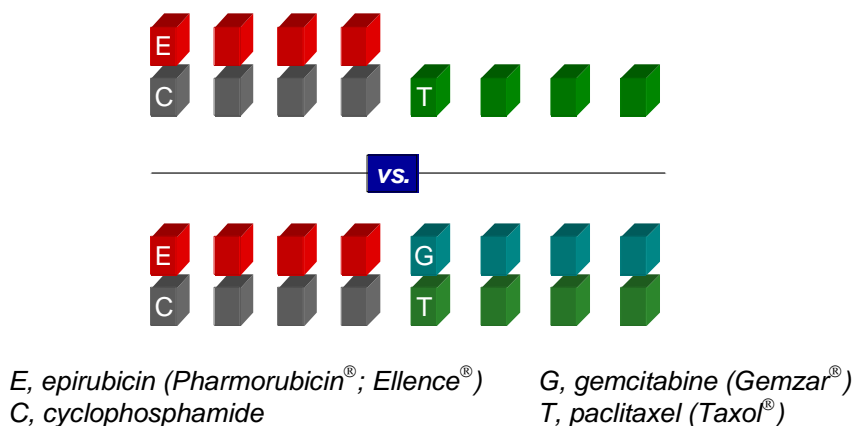 E
C T
vs.
E G
C T
E, epirubicin (Pharmorubicin®; Ellence®) G, gemcitabine (Gemzar®)
C, cyclophosphamide T, paclitaxel (Taxol®)